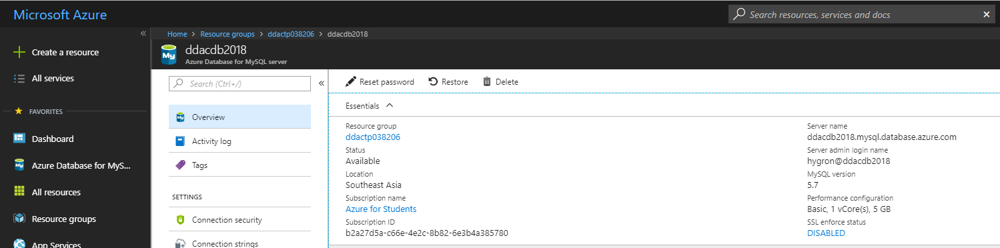 Microsoft Azure
Search resources, services and docs
Create a resource
All services
FAVORITES
Dashboard
Azure Database for MyS...
All resources
Resource groups
App Services
Home > Resource groups > ddactp038206 > ddacdb2018
ddacdb2018
My
Azure Database for MySQL server
Search (Ctrl+/)
Overview
Activity log
Tags
SETTINGS
Connection security
Connection strings
Reset password
Restore
Delete
Essentials
Resource group
ddactp038206
Status
Available
Location
Southeast Asia
Subscription name
Azure for Students
Subscription ID
b2a27d5a-c66e-4e2c-8b82-6e3b4a385780
Server name
ddacdb2018.mysql.database.azure.com
Server admin login name
hygron@ddacdb2018
MySQL version
5.7
Performance configuration
Basic, 1 vCore(s), 5 GB
SSL enforce status
DISABLED